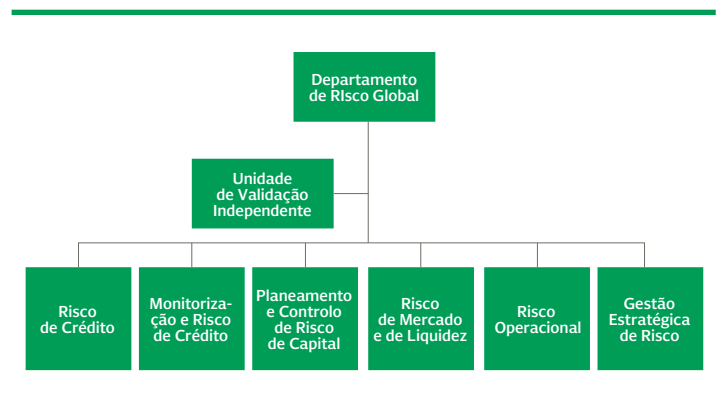 Departamento
de RIsco Global
Unidade
de Validação
Independente
Risco
de Crédito
Monitoriza-
ção e Risco
de Crédito
Planeamento
e Controlo
de Risco
de Capital
Risco
de Mercado
e de Liquidez
Risco
Operacional
Gestão
Estratégica
de Risco